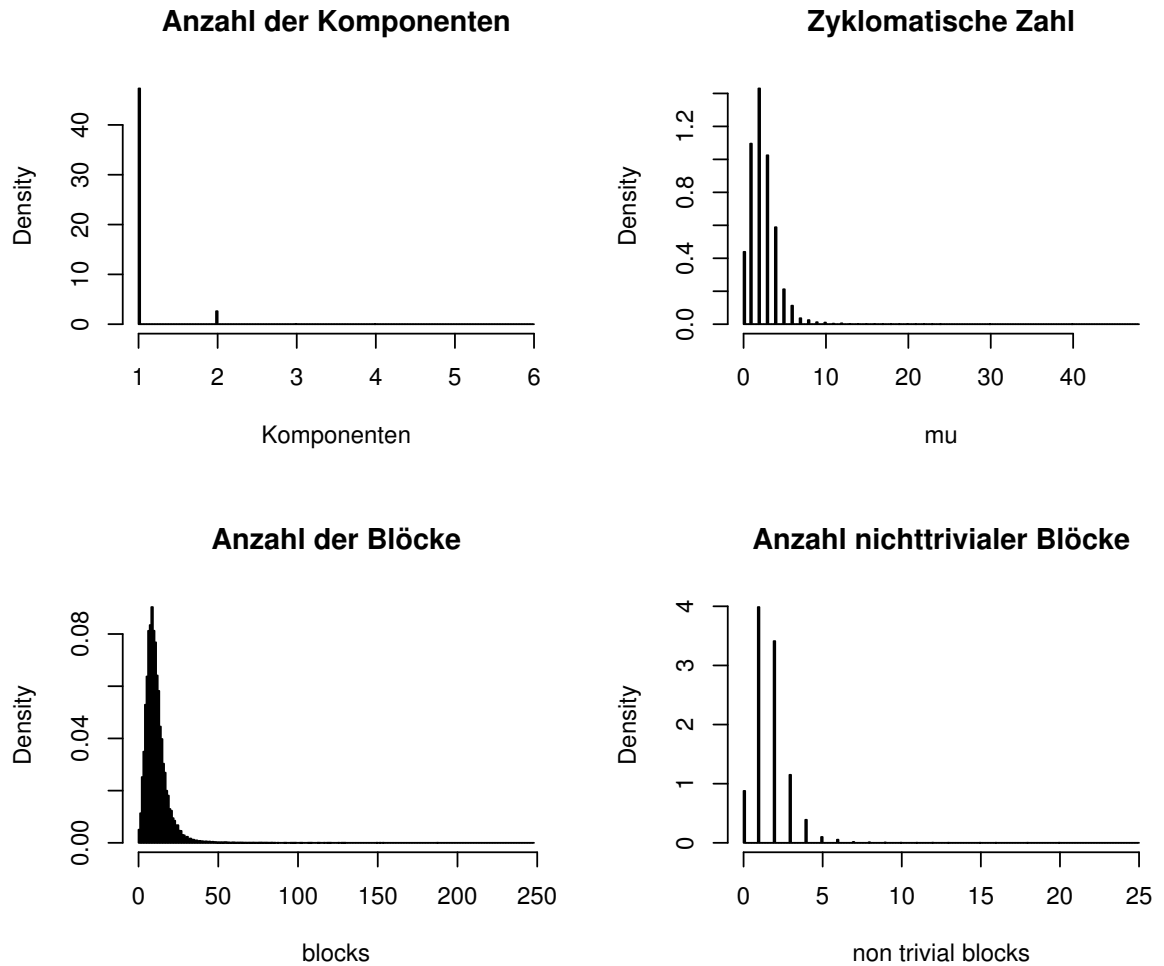 Anzahl der Komponenten
Density
0 10 20 30 40
1 2 3 4 5 6
Komponenten
Zyklomatische Zahl
Density
0.0 0.4 0.8 1.2
0 10 20 30 40
mu
Anzahl der Blöcke
Density
0.00 0.04 0.08
0 50 100 150 200 250
blocks
Anzahl nichttrivialer Blöcke
Density
0 1 2 3 4
0 5 10 15 20 25
non trivial blocks